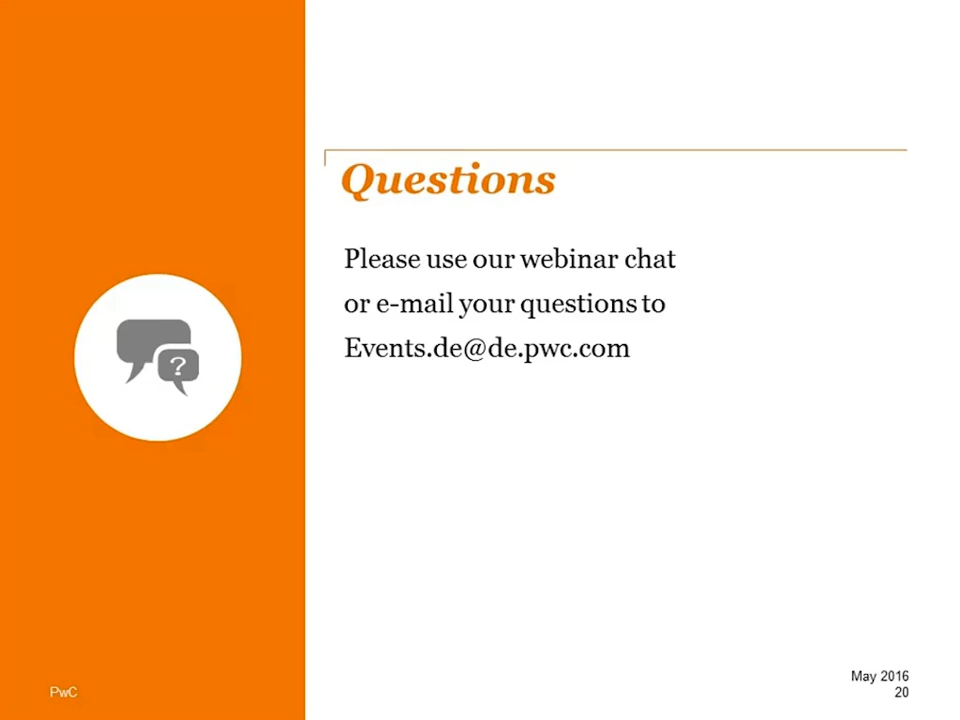 Questions
Please use our webinar chat
or e-mail your questions to
Events.de@de.pwc.com
?
PwC
May 2016
20